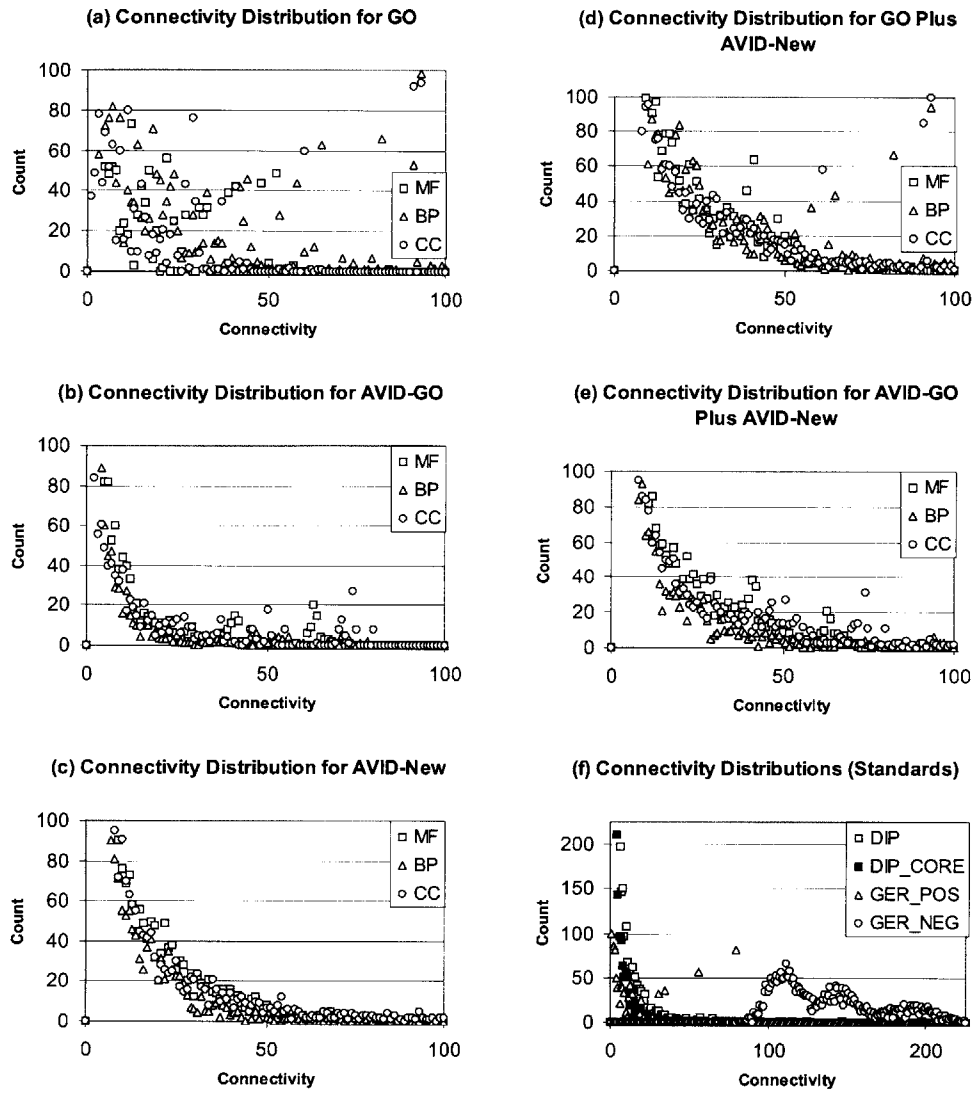 (a) Connectivity Distribution for GO
Count
100
80
60
40
20
0
MF
BP
CC
0
50
100
Connectivity
(b) Connectivity Distribution for AVID-GO
Count
100
80
60
40
20
0
MF
BP
CC
0
50
100
Connectivity
(c) Connectivity Distribution for AVID-New
Count
100
80
60
40
20
0
MF
BP
CC
0
50
100
Connectivity
(d) Connectivity Distribution for GO Plus
AVID-New
Count
100
80
60
40
20
0
MF
BP
CC
0
50
100
Connectivity
(e) Connectivity Distribution for AVID-GO
Plus AVID-New
Count
100
80
60
40
20
0
MF
BP
CC
0
50
100
Connectivity
(f) Connectivity Distributions (Standards)
Count
200
150
100
50
0
DIP
DIP_CORE
GER_POS
GER_NEG
0
100
200
Connectivity